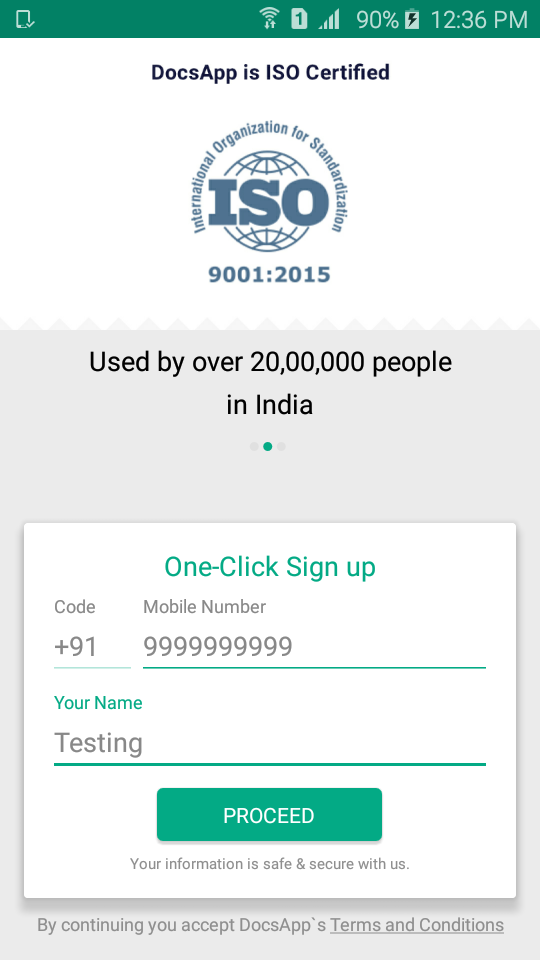 1 90% 12:36 PM
DocsApp is ISO Certified
International Organization for Standardization
ISO
9001:2015
Used by over 20,00,000 people
in India
One-Click Sign up
Code Mobile Number
+91 9999999999
Your Name
Testing
PROCEED
Your information is safe & secure with us.
By continuing you accept DocsApp`s Terms and Conditions